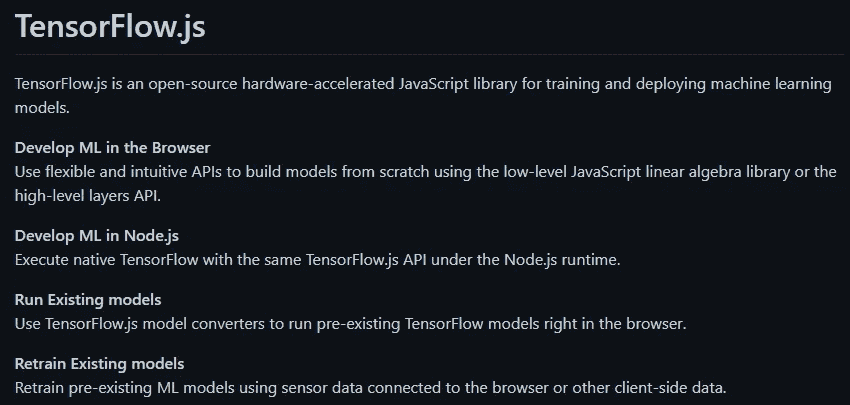 TensorFlow.js
TensorFlow.js is an open-source hardware-accelerated JavaScript library for training and deploying machine learning
models.
Develop ML in the Browser
Use flexible and intuitive APIs to build models from scratch using the low-level JavaScript linear algebra library or the
high-level layers API.
Develop ML in Node.js
Execute native TensorFlow with the same TensorFlow.js API under the Node.js runtime.
Run Existing models
Use TensorFlow.js model converters to run pre-existing TensorFlow models right in the browser.
Retrain Existing models
Retrain pre-existing ML models using sensor data connected to the browser or other client-side data.